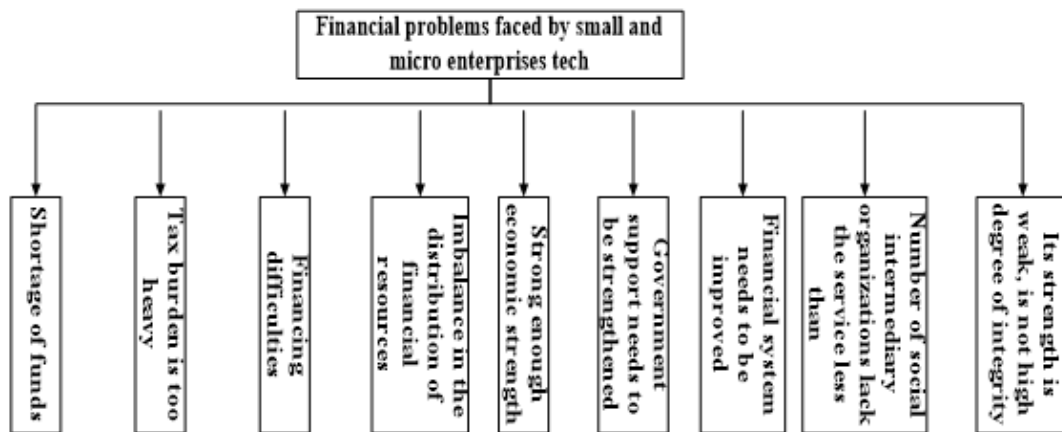 Financial problems faced by small and
micro enterprises tech
Shortage of funds
Tax burden is too
heavy
Financing
difficulties
Imbalance in the
distribution of
financial
resources
Strong enough
economic strength
Government
support needs to
be strengthened
Financial system
needs to be
improved
Number of social
intermediary
organizations lack
the service less
than
Its strength is
weak, is not high
degree of integrity